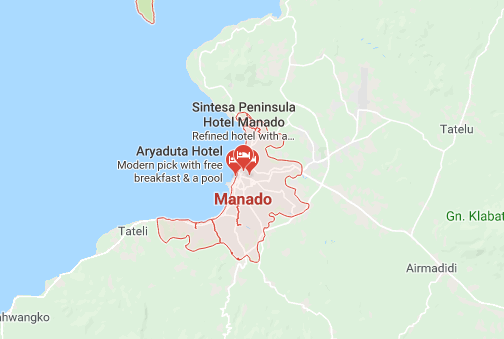 Sintesa Peninsula
Hotel Manado
Refined hotel with a...
Aryaduta Hotel
Modern pick with free
breakfast & a pool
Tatelu
Manado
Gn. Klabat
Tateli
Airmadidi
ahwangko